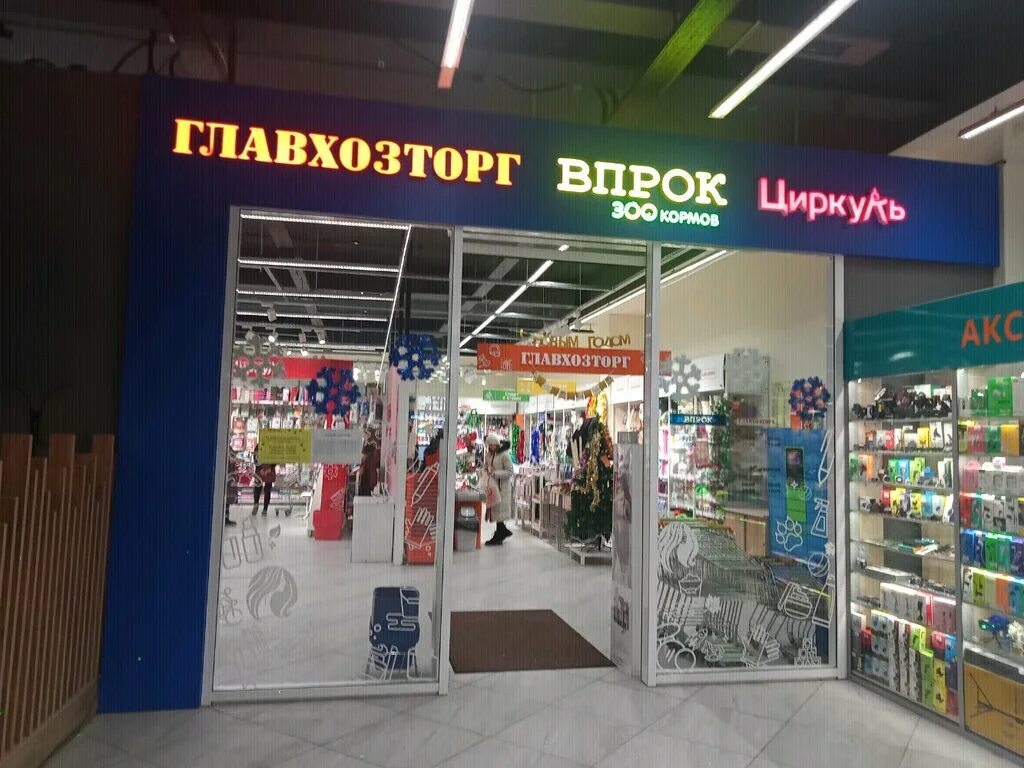 ГЛАВХОЗТОРГ
ВПРОК
ЗОО КОРМОВ
Циркуль
АКС
НОВЫМ ГОДОМ
ГЛАВХОЗТОРГ
ВПРОК